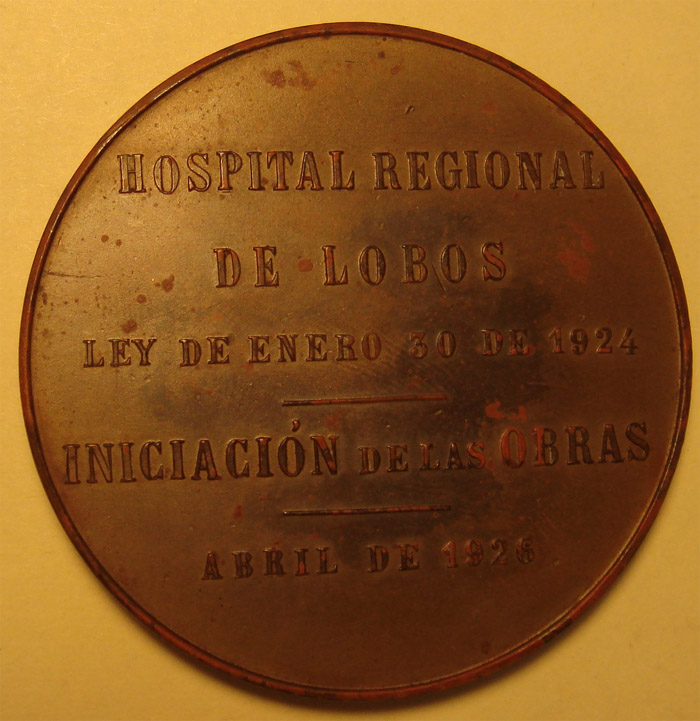 HOSPITAL REGIONAL
DE LOBOS
LEY DE ENERO 30 DE 1924
INICIACIÓN DE LAS OBRAS
ABRIL DE 1926